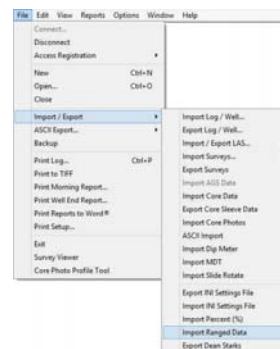 File Edit View Reports Options Window Help
Connect...
Disconnect
Access Registration
New Ctrl+N
Open... Ctrl+O
Close
Import / Export
ASCII Export...
Backup
Print Log... Ctrl+P
Print to TIFF
Print Morning Report...
Print Well End Report...
Print Reports to Word®
Print Setup...
Exit
Survey Viewer
Core Photo Profile Tool
Import Log / Well...
Export Log / Well...
Import / Export LAS...
Import Surveys...
Export Surveys
Import AGS Data
Import Core Data
Export Core Sleeve Data
Import Core Photos
ASCII Import
Import Dip Meter
Import MDT
Import Slide Rotate
Export INI Settings File
Import INI Settings File
Import Percent (%)
Import Ranged Data
Export Dean Starks